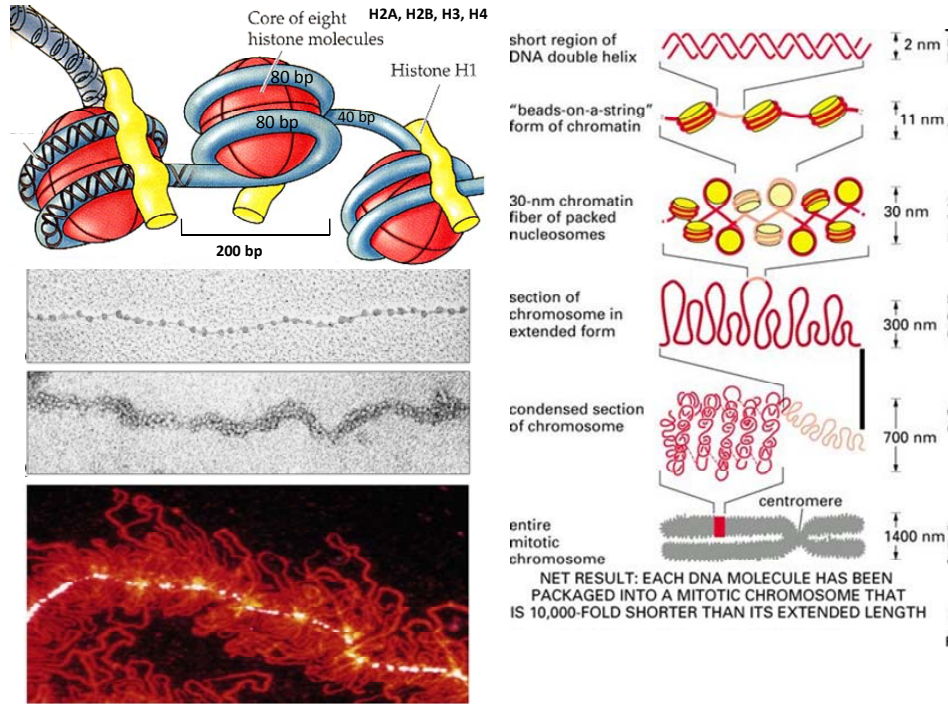 H2A, H2B, H3, H4
Core of eight
histone molecules
Histone H1
80 bp
80 bp
40 bp
200 bp
short region of
DNA double helix
2 nm
“beads-on-a-string”
form of chromatin
11 nm
30-nm chromatin
fiber of packed
nucleosomes
30 nm
section of
chromosome in
extended form
300 nm
condensed section
of chromosome
700 nm
centromere
entire
mitotic
chromosome
1400 nm
NET RESULT: EACH DNA MOLECULE HAS BEEN
PACKAGED INTO A MITOTIC CHROMOSOME THAT
IS 10,000-FOLD SHORTER THAN ITS EXTENDED LENGTH